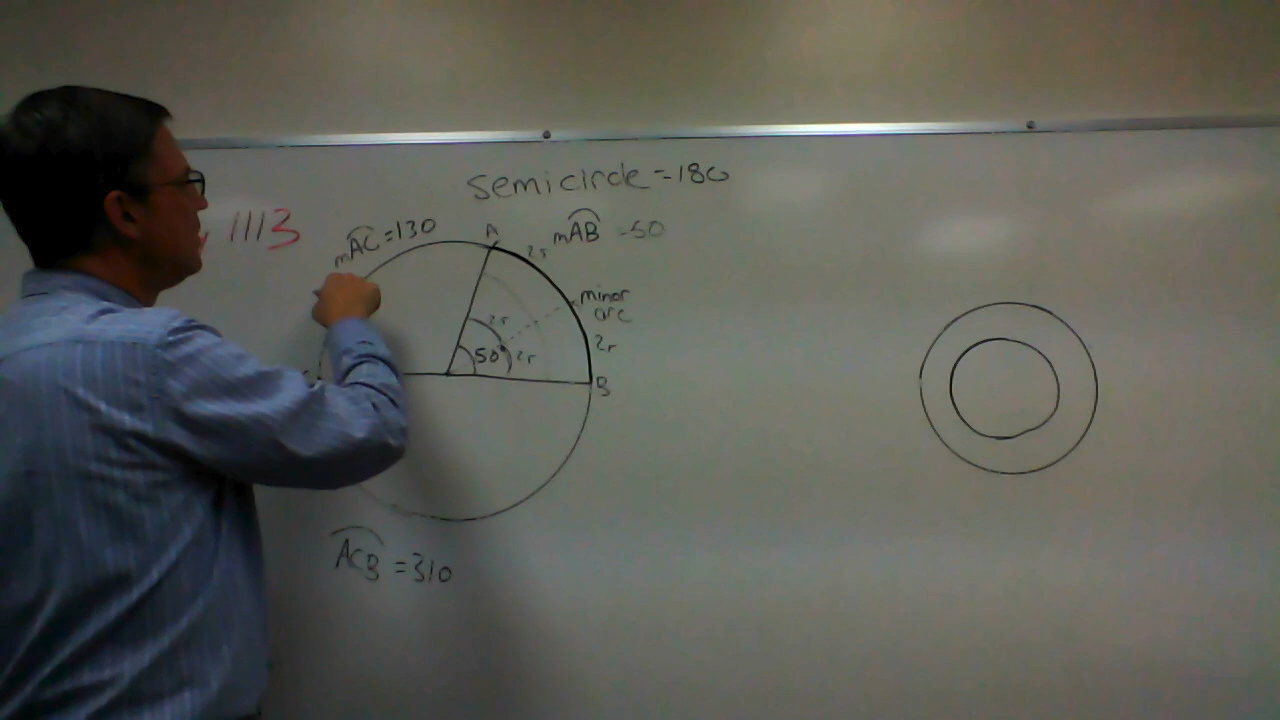 semicircle = 180
1113
mAC = 130
A
mAB = 50
2r
minor
arc
2r
2r
50°
2r
B
ACB = 310